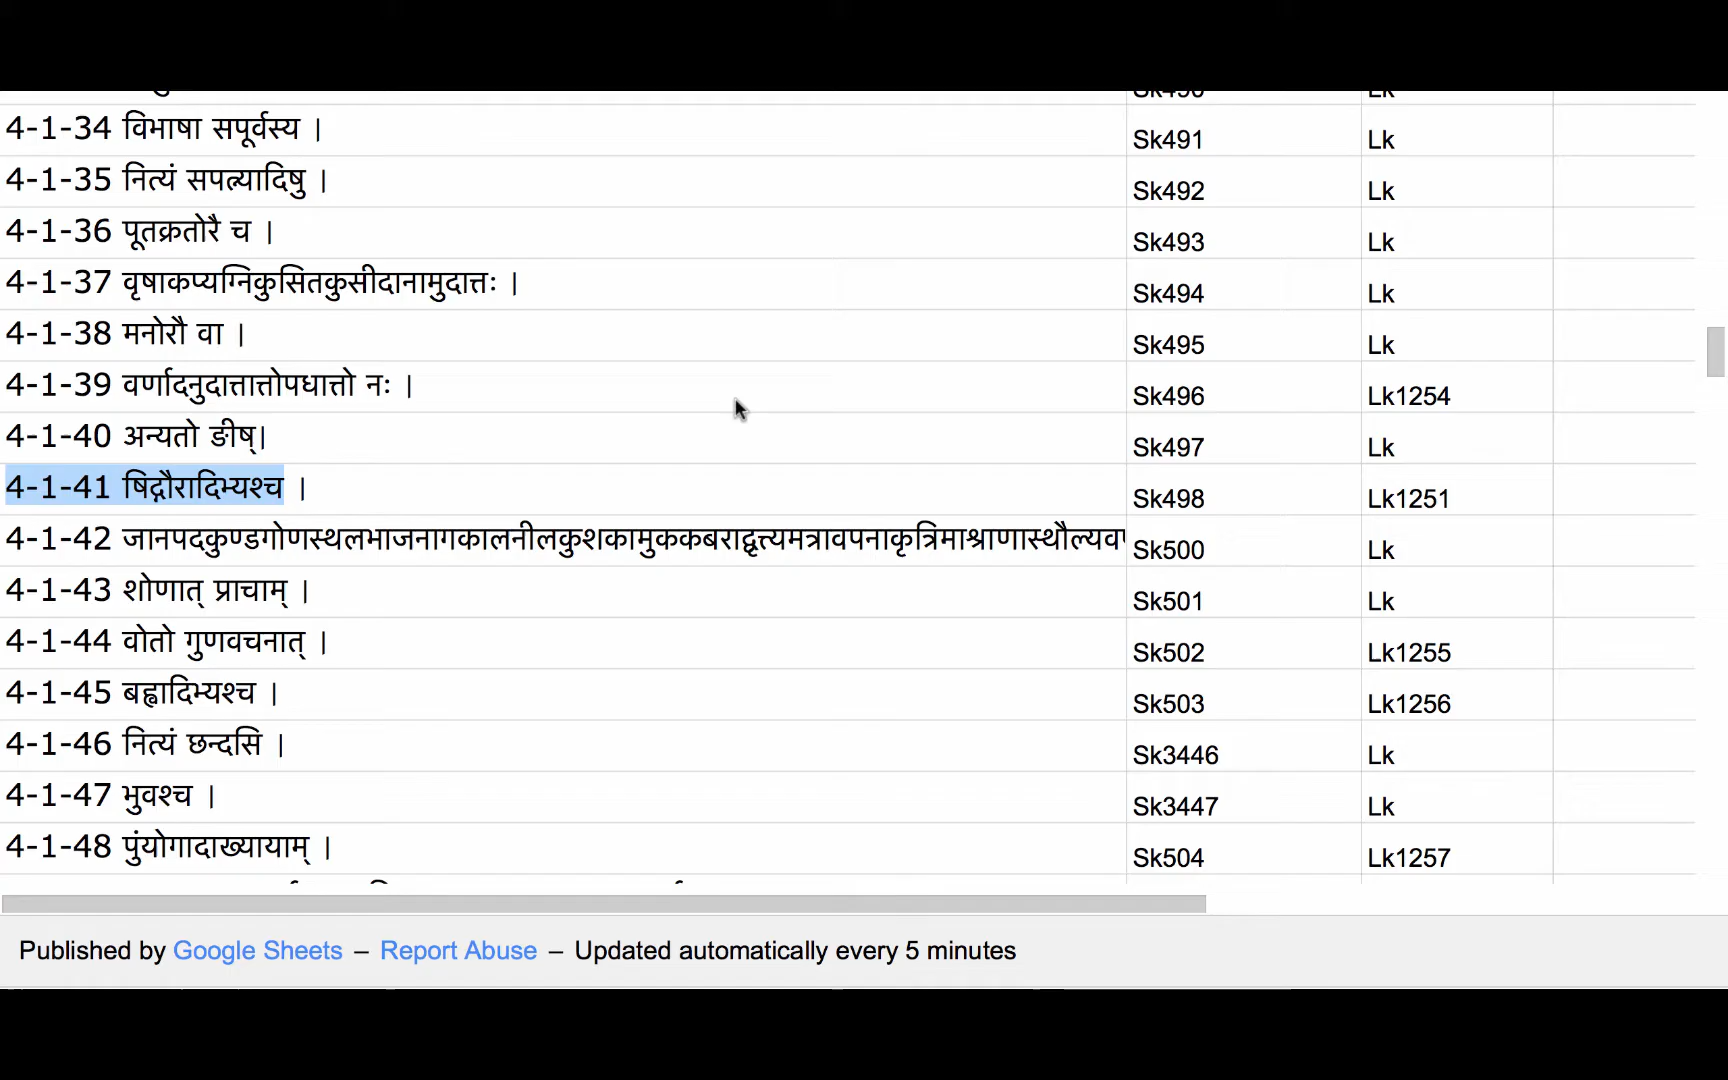 4-1-34 विभाषा सपूर्वस्य | Sk491 Lk
4-1-35 नित्यं सपत्न्यादिषु | Sk492 Lk
4-1-36 पूतक्रतोरै च | Sk493 Lk
4-1-37 वृषाकप्यग्निकुसितकुसीदानामुदात्तः | Sk494 Lk
4-1-38 मनोरौ वा | Sk495 Lk
4-1-39 वर्णादनुदात्तात्तोपधात्तो नः | Sk496 Lk1254
4-1-40 अन्यतो ङीष्| Sk497 Lk
4-1-41 षिद्गौरादिभ्यश्च | Sk498 Lk1251
4-1-42 जानपदकुण्डगोणस्थलभाजनागकालनीलकुशकामुककबराद्वृत्त्यमत्रावपनाकृत्रिमाश्राणास्थौल्यवर्ण Sk500 Lk
4-1-43 शोणात् प्राचाम् | Sk501 Lk
4-1-44 वोतो गुणवचनात् | Sk502 Lk1255
4-1-45 बह्वादिभ्यश्च | Sk503 Lk1256
4-1-46 नित्यं छन्दसि | Sk3446 Lk
4-1-47 भुवश्च | Sk3447 Lk
4-1-48 पुंयोगादाख्यायाम् | Sk504 Lk1257
Published by Google Sheets – Report Abuse – Updated automatically every 5 minutes